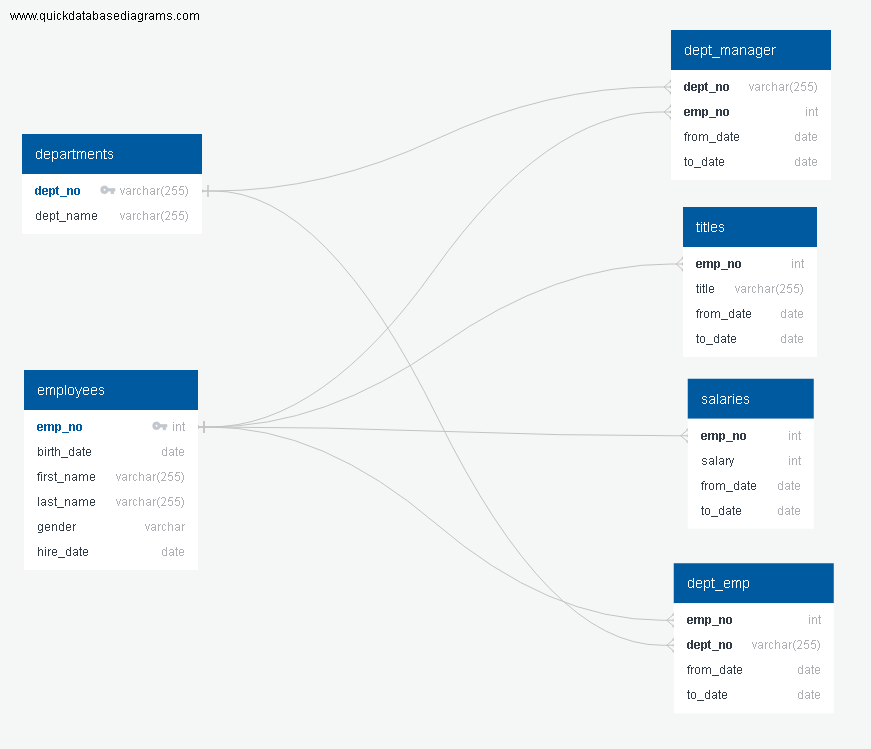 www.quickdatabasediagrams.com
departments
dept_no varchar(255)
dept_name varchar(255)
employees
emp_no int
birth_date date
first_name varchar(255)
last_name varchar(255)
gender varchar
hire_date date
dept_manager
dept_no varchar(255)
emp_no int
from_date date
to_date date
titles
emp_no int
title varchar(255)
from_date date
to_date date
salaries
emp_no int
salary int
from_date date
to_date date
dept_emp
emp_no int
dept_no varchar(255)
from_date date
to_date date